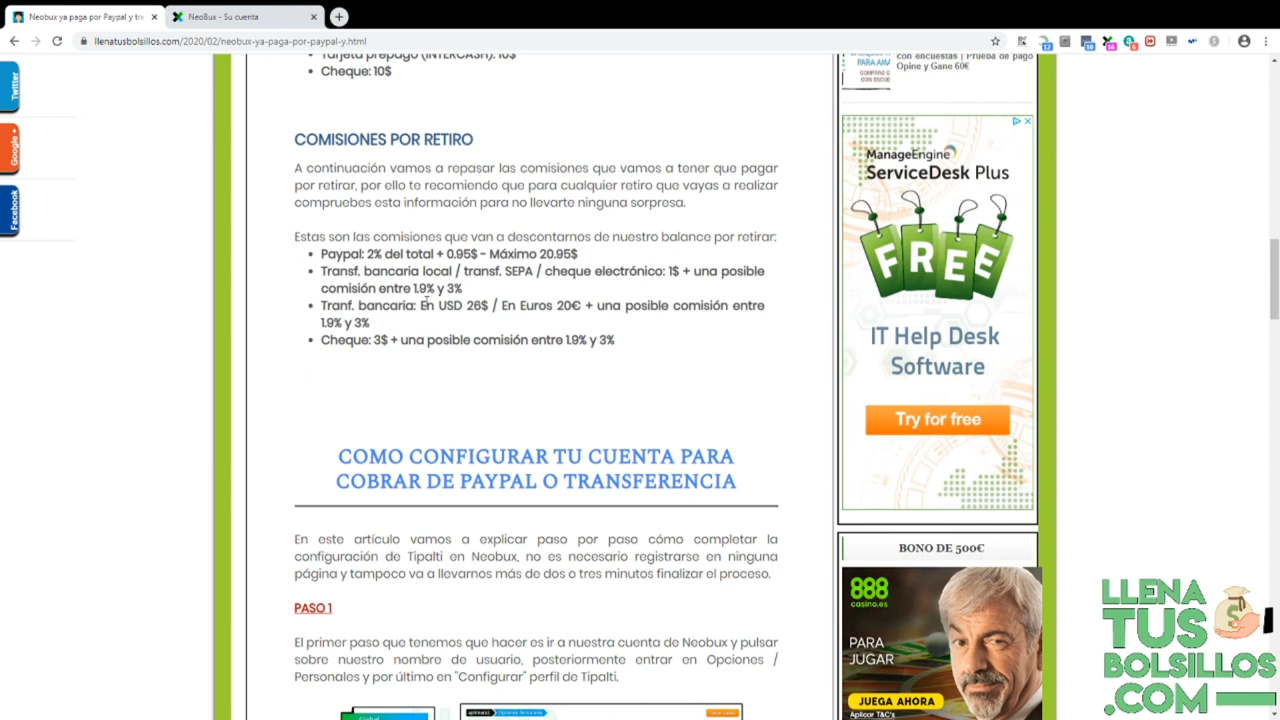 Neobux ya paga por Paypal y tra
NeoBux - Su cuenta
llenatusbolsillos.com/2020/02/neobux-ya-paga-por-paypal-y.html
Twitter
Google +
Facebook
Tarjeta prepago (INTERCASH): 10$
Cheque: 10$
COMISIONES POR RETIRO
A continuación vamos a repasar las comisiones que vamos a tener que pagar
por retirar, por ello te recomiendo que para cualquier retiro que vayas a realizar
compruebes esta información para no llevarte ninguna sorpresa.
Estas son las comisiones que van a descontarnos de nuestro balance por retirar:
Paypal: 2% del total + 0.95$ - Máximo 20.95$
Transf. bancaria local / transf. SEPA / cheque electrónico: 1$ + una posible
comisión entre 1.9% y 3%
Tranf. bancaria: En USD 26$ / En Euros 20€ + una posible comisión entre
1.9% y 3%
Cheque: 3$ + una posible comisión entre 1.9% y 3%
COMO CONFIGURAR TU CUENTA PARA
COBRAR DE PAYPAL O TRANSFERENCIA
En este artículo vamos a explicar paso por paso cómo completar la
configuración de Tipalti en Neobux, no es necesario registrarse en ninguna
página y tampoco va a llevarnos más de dos o tres minutos finalizar el proceso.
PASO 1
El primer paso que tenemos que hacer es ir a nuestra cuenta de Neobux y pulsar
sobre nuestro nombre de usuario, posteriormente entrar en Opciones /
Personales y por último en "Configurar" perfil de Tipalti.
con encuestas | Prueba de pago
Opine y Gane 60€
ManageEngine
ServiceDesk Plus
FREE
IT Help Desk
Software
Try for free
BONO DE 500€
888
casino.es
PARA
JUGAR
JUEGA AHORA
Aplicar T&C's
LLENA
TUS
BOLSILLOS
.COM